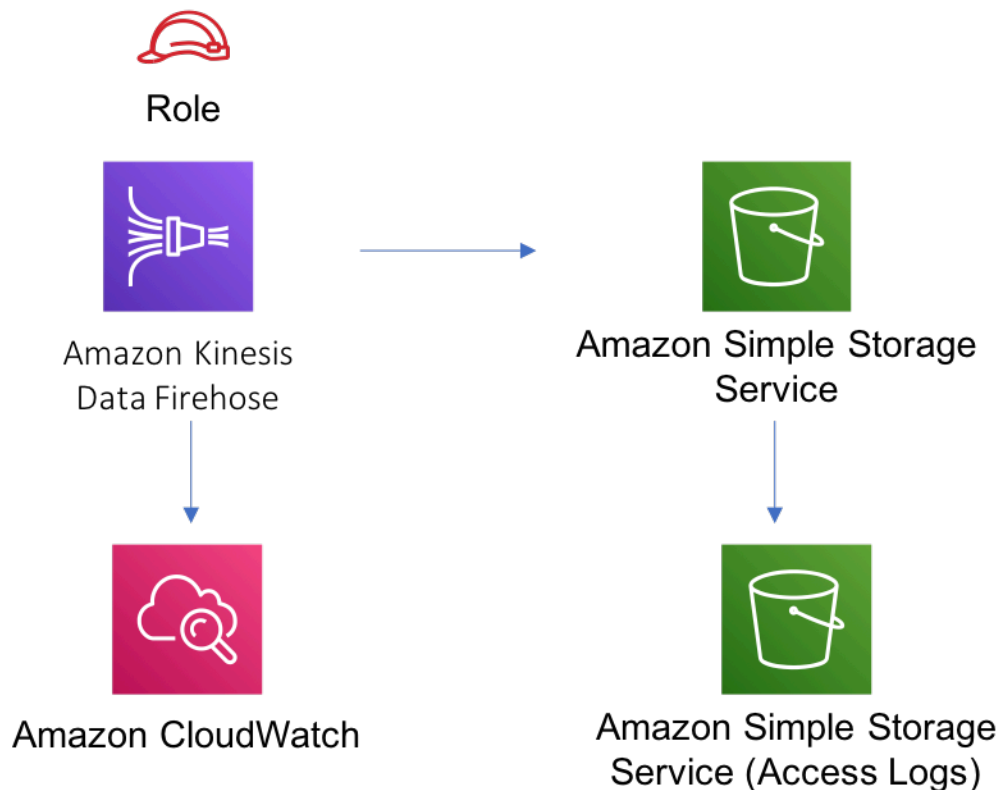 Role
Amazon Kinesis
Data Firehose
Amazon Simple Storage
Service
Amazon CloudWatch
Amazon Simple Storage
Service (Access Logs)